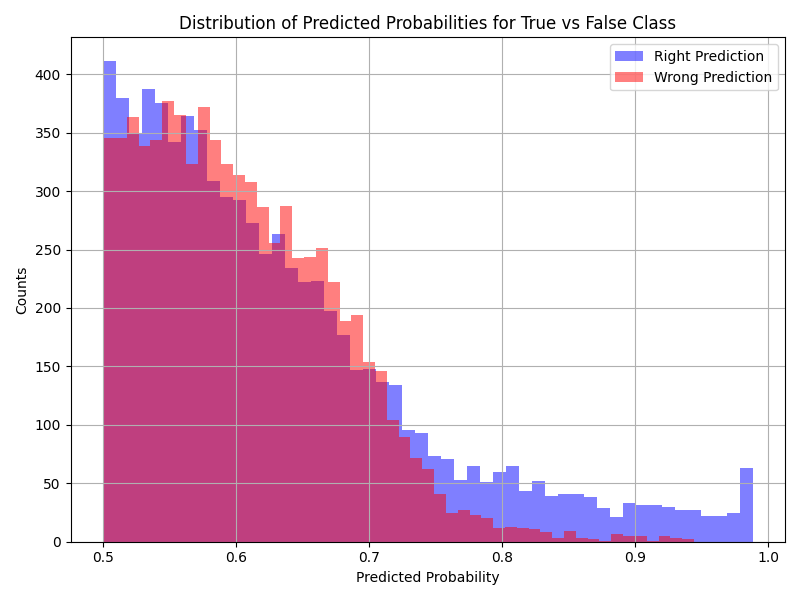 Distribution of Predicted Probabilities for True vs False Class
Right Prediction
Wrong Prediction
Counts
400
350
300
250
200
150
100
50
0
0.5 0.6 0.7 0.8 0.9 1.0
Predicted Probability